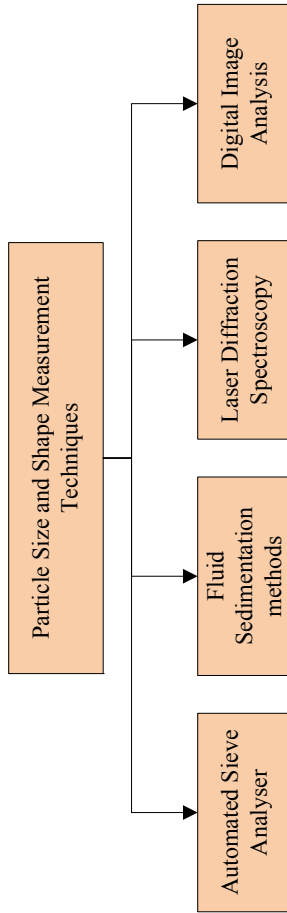 Particle Size and Shape Measurement
Techniques
Automated Sieve
Analyser
Fluid
Sedimentation
methods
Laser Diffraction
Spectroscopy
Digital Image
Analysis